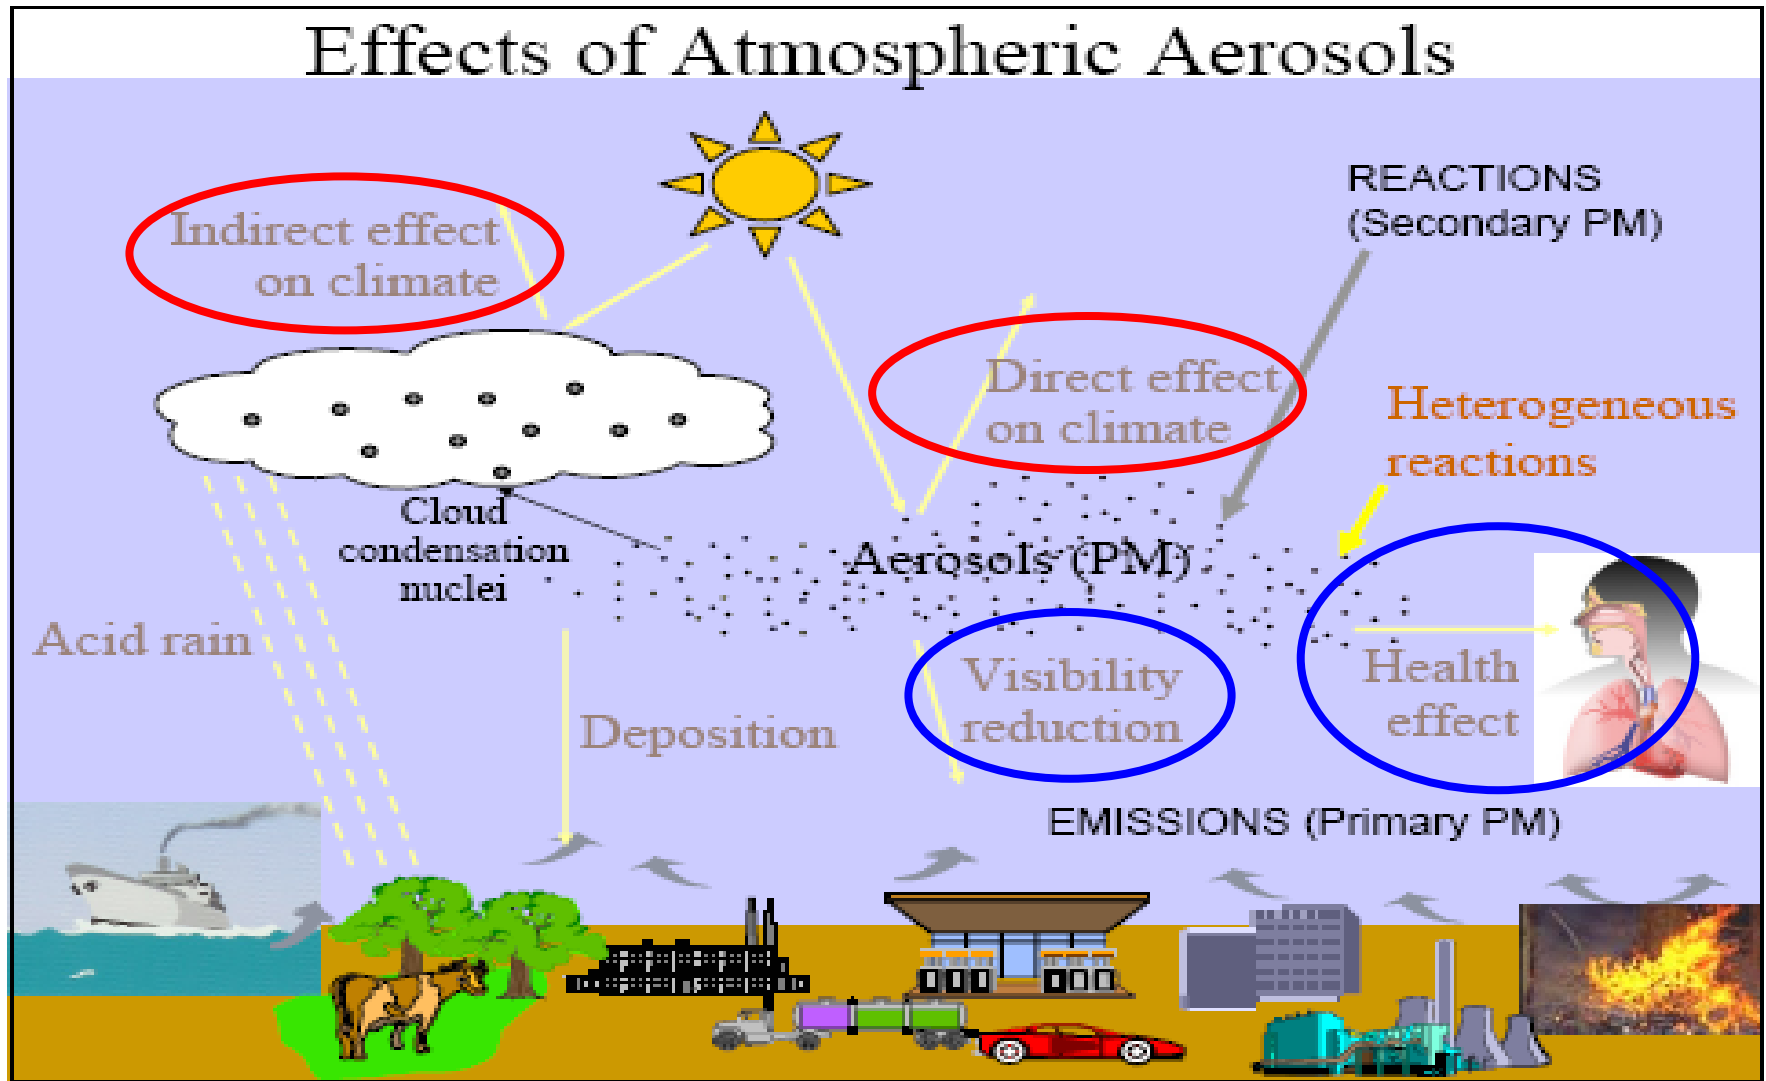 Effects of Atmospheric Aerosols
REACTIONS
(Secondary PM)
Indirect effect
on climate
Direct effect
on climate
Heterogeneous
reactions
Cloud
condensation
nuclei
Aerosols (PM)
Acid rain
Deposition
Visibility
reduction
Health
effect
EMISSIONS (Primary PM)